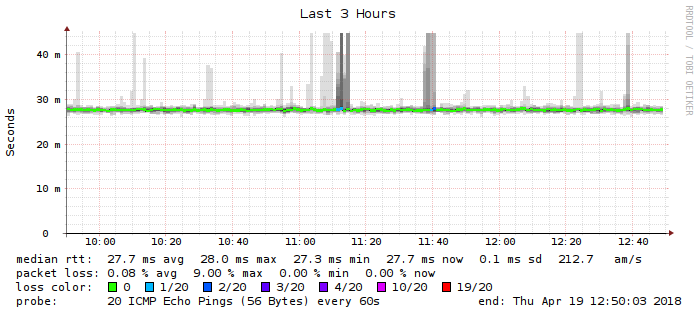 Last 3 Hours
RRDTOOL / TOBI OETIKER
Seconds
40 m
30 m
20 m
10 m
0
10:00 10:20 10:40 11:00 11:20 11:40 12:00 12:20 12:40
median rtt: 27.7 ms avg 28.0 ms max 27.3 ms min 27.7 ms now 0.1 ms sd 212.7 am/s
packet loss: 0.08 % avg 9.00 % max 0.00 % min 0.00 % now
loss color: 0 1/20 2/20 3/20 4/20 10/20 19/20
probe: 20 ICMP Echo Pings (56 Bytes) every 60s end: Thu Apr 19 12:50:03 2018